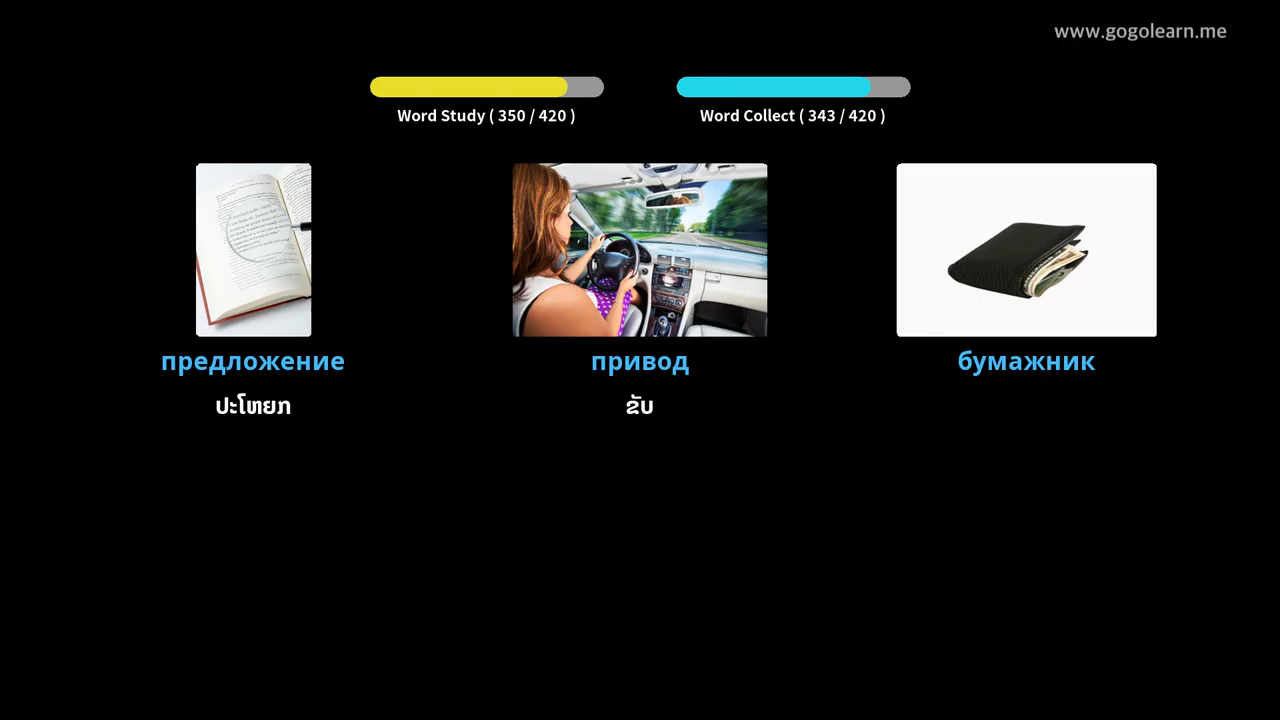 www.gogolearn.me
Word Study ( 350 / 420 )
Word Collect ( 343 / 420 )
предложение
привод
бумажник
ປະໂຫຍກ
ຂັບ